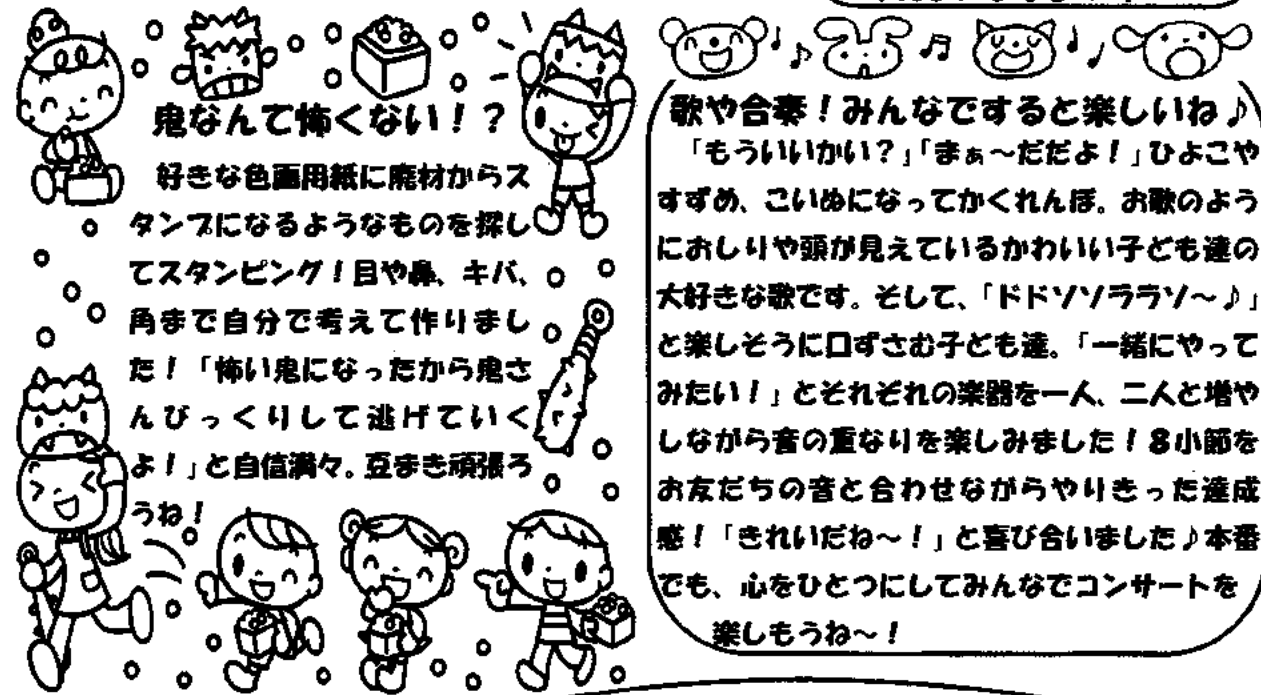 鬼なんて怖くない！？
好きな色画用紙に廃材からス
タンプになるようなものを探し
てスタンピング！目や鼻、キバ、
角まで自分で考えて作りまし
た！「怖い鬼になったから鬼さ
んびっくりして逃げていく
よ！」と自信満々。豆まき頑張ろ
うね！
歌や合奏！みんなですると楽しいね♪
「もういいかい？」「まぁ～だだよ！」ひよこや
すずめ、こいぬになってかくれんぼ。お歌のよう
におしりや頭が見えているかわいい子ども達の
大好きな歌です。そして、「ドドソソララソ～♪」
と楽しそうに口ずさむ子ども達。「一緒にやって
みたい！」とそれぞれの楽器を一人、二人と増や
しながら音の重なりを楽しみました！８小節を
お友だちの音と合わせながらやりきった達成
感！「きれいだね～！」と喜び合いました♪本番
でも、心をひとつにしてみんなでコンサートを
楽しもうね～！